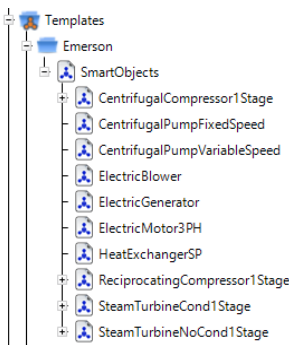 Templates
Emerson
SmartObjects
CentrifugalCompressor1Stage
CentrifugalPumpFixedSpeed
CentrifugalPumpVariableSpeed
ElectricBlower
ElectricGenerator
ElectricMotor3PH
HeatExchangerSP
ReciprocatingCompressor1Stage
SteamTurbineCond1Stage
SteamTurbineNoCond1Stage